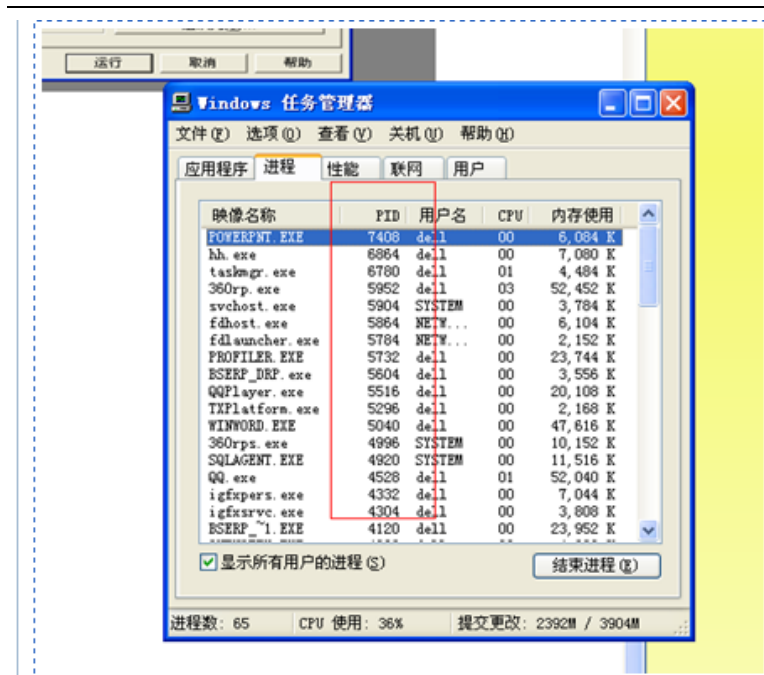 运行 取消 帮助
Windows 任务管理器
文件(F) 选项(O) 查看(V) 关机(U) 帮助(H)
应用程序 进程 性能 联网 用户
映像名称 PID 用户名 CPU 内存使用
POWERPNT.EXE 7408 dell 00 6,084 K
hh.exe 6864 dell 00 7,080 K
taskmgr.exe 6780 dell 01 4,484 K
360rp.exe 5952 dell 03 52,452 K
svchost.exe 5904 SYSTEM 00 3,784 K
fdhost.exe 5864 NETW... 00 6,104 K
fdlauncher.exe 5784 NETW... 00 2,152 K
PROFILER.EXE 5732 dell 00 23,744 K
BSERP_DRP.exe 5604 dell 00 3,556 K
QQPlayer.exe 5516 dell 00 20,108 K
TXPlatform.exe 5296 dell 00 2,168 K
WINWORD.EXE 5040 dell 00 47,616 K
360rps.exe 4996 SYSTEM 00 10,152 K
SQLAGENT.EXE 4920 SYSTEM 00 11,516 K
QQ.exe 4528 dell 01 52,040 K
igfxpers.exe 4332 dell 00 7,044 K
igfxsrvc.exe 4304 dell 00 3,808 K
BSERP_~1.EXE 4120 dell 00 23,952 K
显示所有用户的进程(S) 结束进程(E)
进程数: 65 CPU 使用: 36% 提交更改: 2392M / 3904M